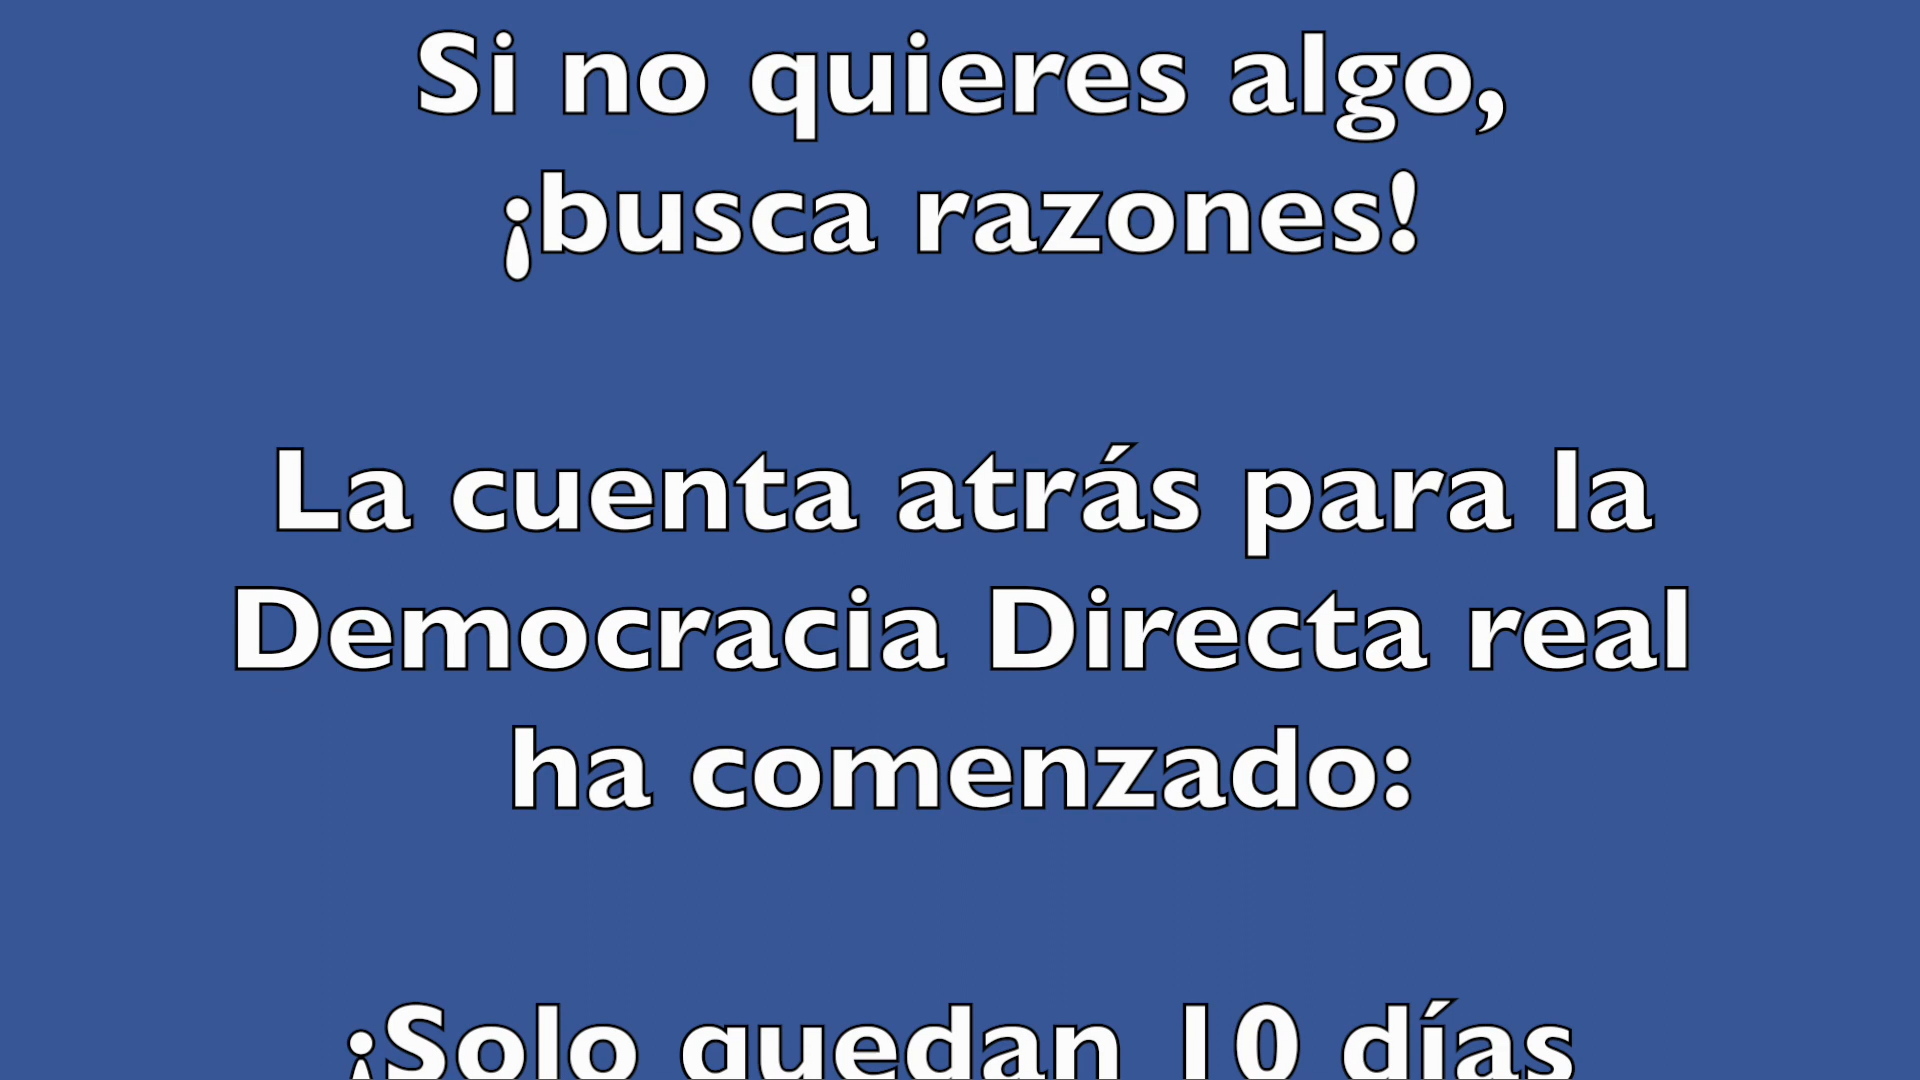 Si no quieres algo,
¡busca razones!
La cuenta atrás para la
Democracia Directa real
ha comenzado:
¡Solo quedan 10 días